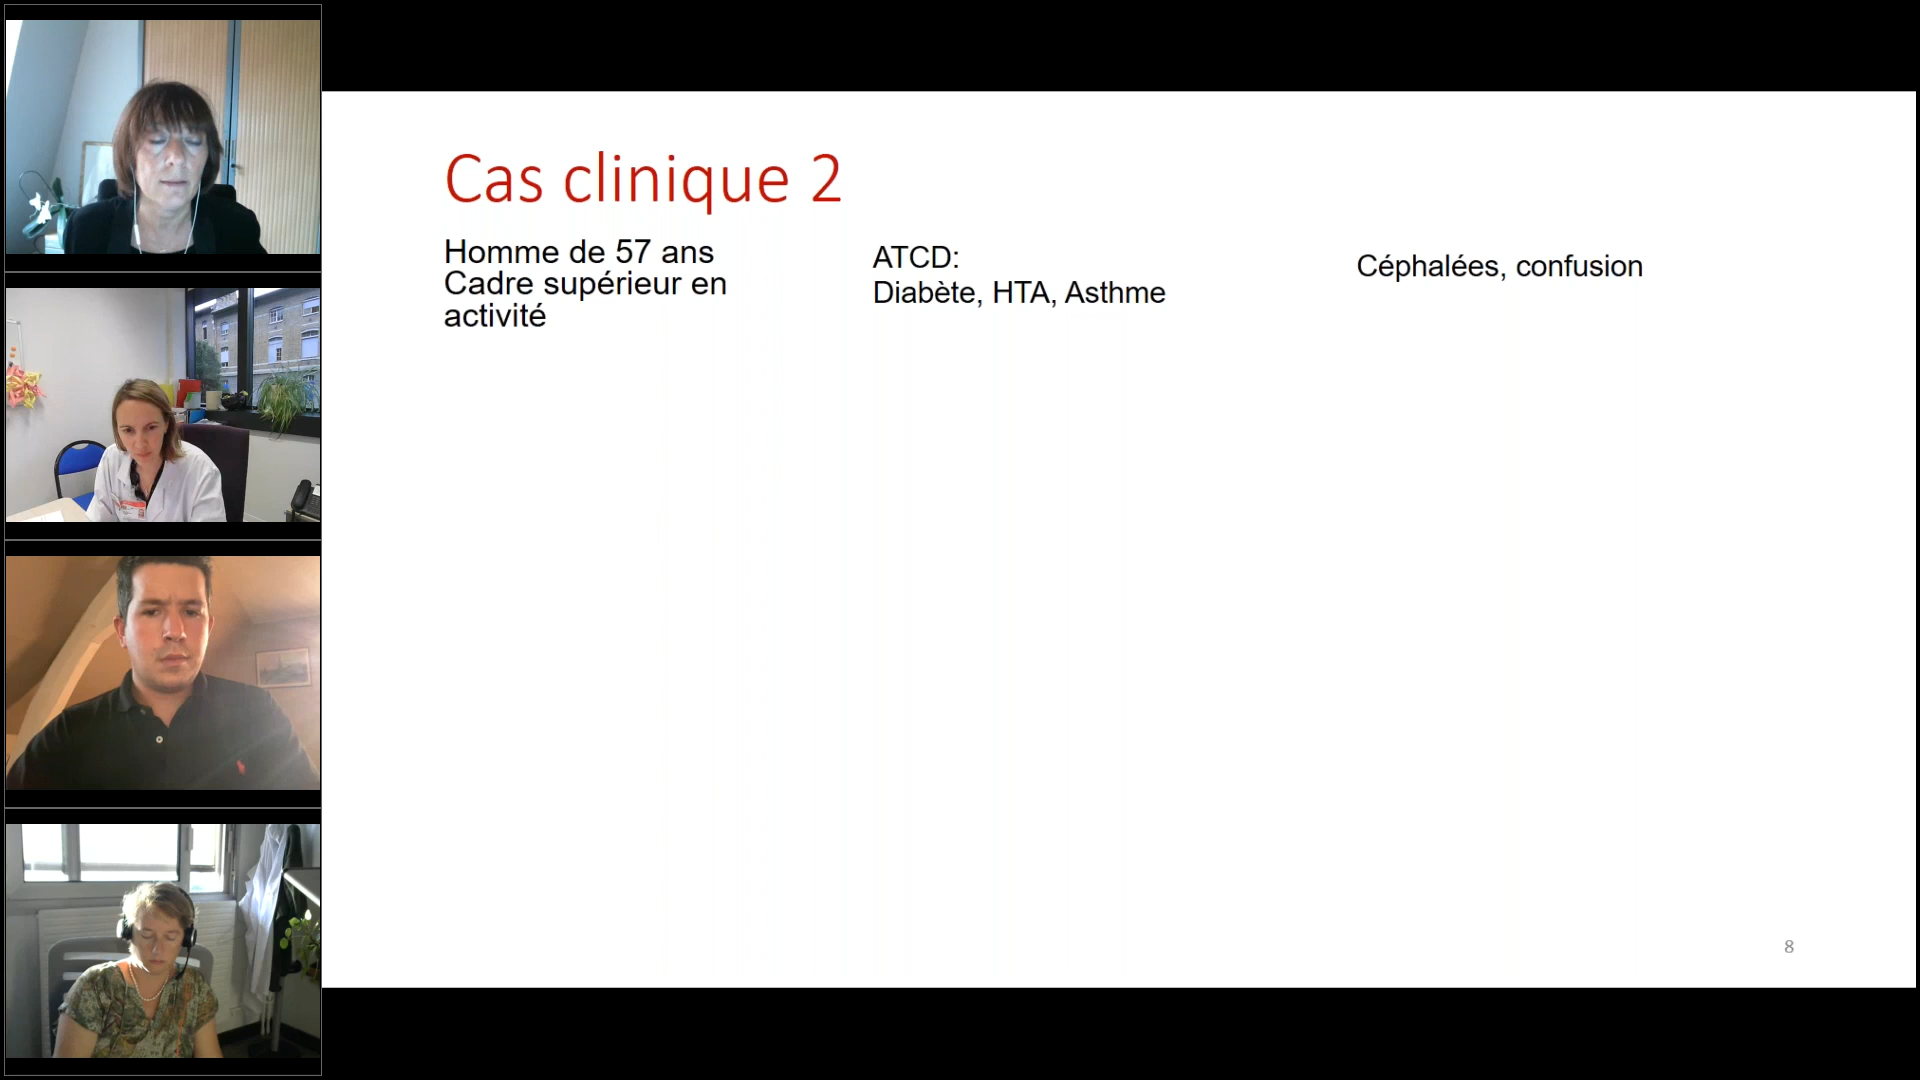 Cas clinique 2
Homme de 57 ans
Cadre supérieur en
activité
ATCD:
Diabète, HTA, Asthme
Céphalées, confusion
8